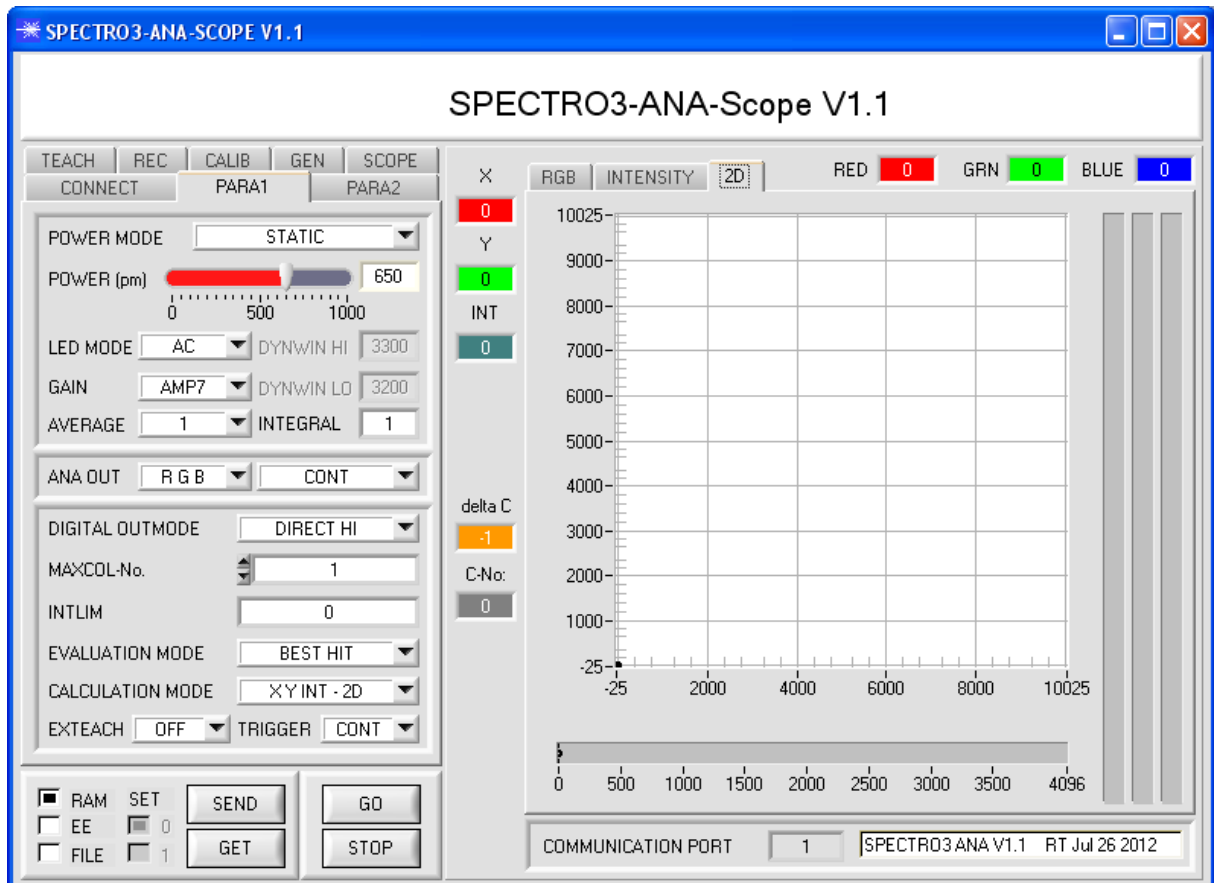 SPECTRO3-ANA-SCOPE V1.1
SPECTRO3-ANA-Scope V1.1
TEACH REC CALIB GEN SCOPE
CONNECT PARA1 PARA2
POWER MODE STATIC
POWER (pm) 650
0 500 1000
LED MODE AC DYNWIN HI 3300
GAIN AMP7 DYNWIN LO 3200
AVERAGE 1 INTEGRAL 1
ANA OUT R G B CONT
DIGITAL OUTMODE DIRECT HI
MAXCOL-No. 1
INTLIM 0
EVALUATION MODE BEST HIT
CALCULATION MODE X Y INT - 2D
EXTEACH OFF TRIGGER CONT
RAM SET SEND GO
EE 0
FILE 1 GET STOP
X
0
Y
0
INT
0
delta C
-1
C-No:
0
RGB INTENSITY 2D RED 0 GRN 0 BLUE 0
10025
9000
8000
7000
6000
5000
4000
3000
2000
1000
-25
-25 2000 4000 6000 8000 10025
0 500 1000 1500 2000 2500 3000 3500 4096
COMMUNICATION PORT 1 SPECTRO3 ANA V1.1 RT Jul 26 2012